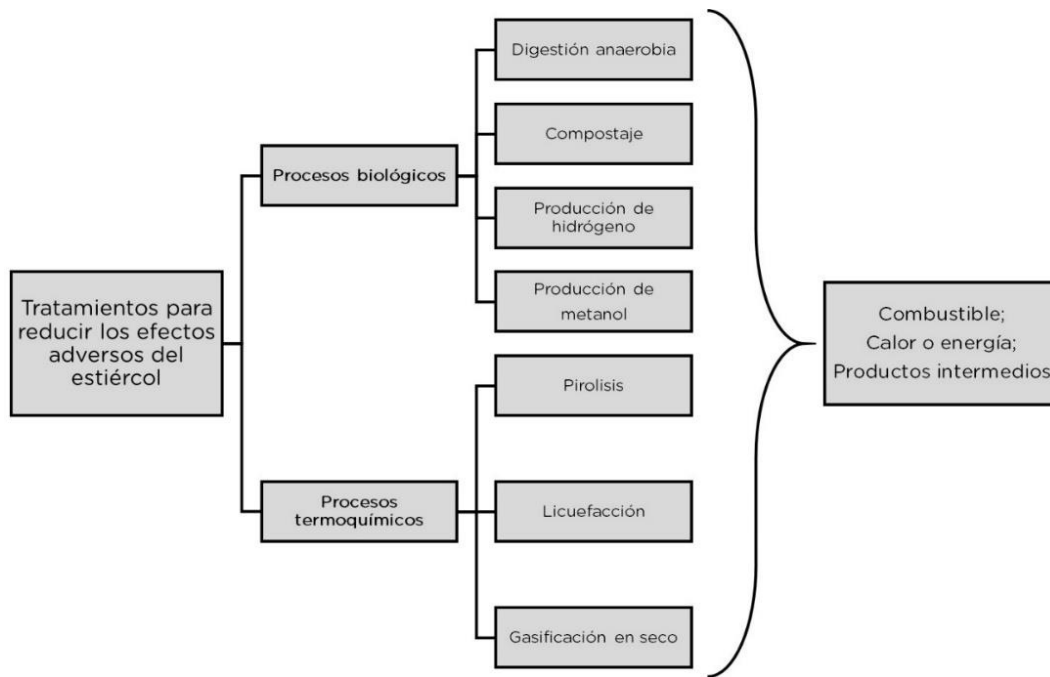 Tratamientos para
reducir los efectos
adversos del
estiércol
Procesos biológicos
Digestión anaerobia
Compostaje
Producción de
hidrógeno
Producción de
metanol
Procesos
termoquímicos
Pirolisis
Licuefacción
Gasificación en seco
Combustible;
Calor o energía;
Productos intermedios